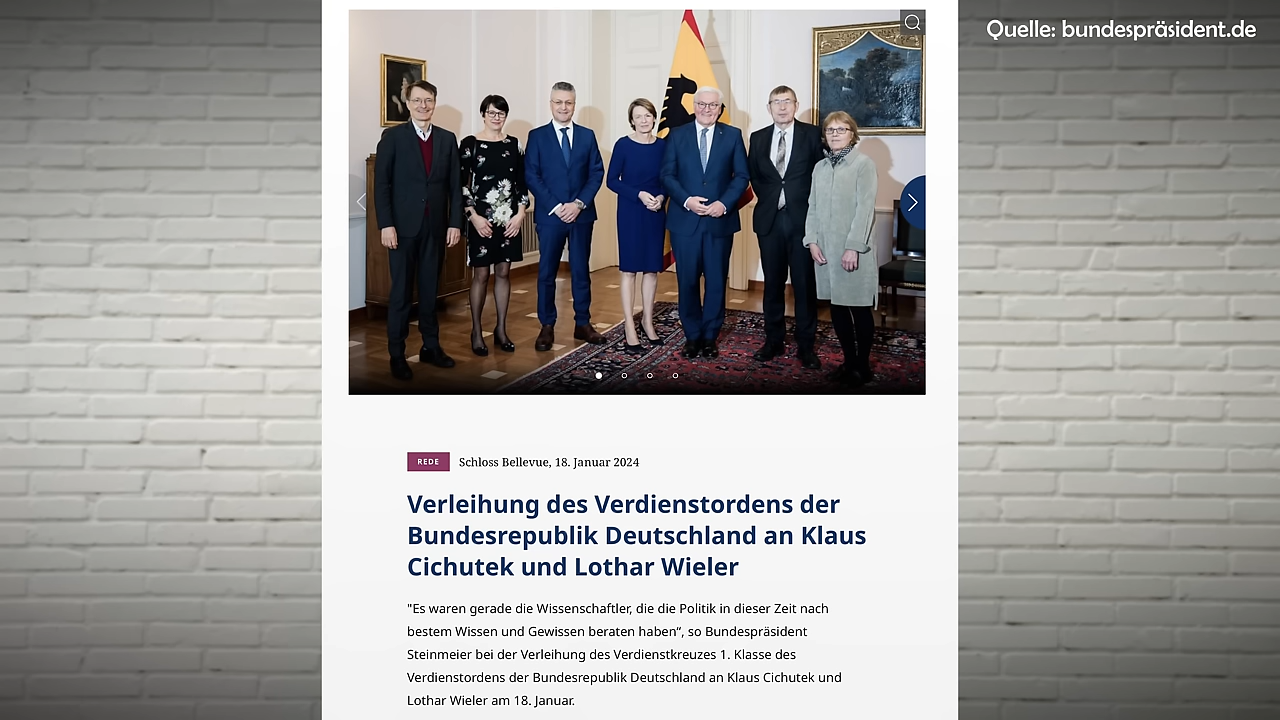 Quelle: bundespräsident.de
REDE Schloss Bellevue, 18. Januar 2024
Verleihung des Verdienstordens der
Bundesrepublik Deutschland an Klaus
Cichutek und Lothar Wieler
"Es waren gerade die Wissenschaftler, die die Politik in dieser Zeit nach
bestem Wissen und Gewissen beraten haben“, so Bundespräsident
Steinmeier bei der Verleihung des Verdienstkreuzes 1. Klasse des
Verdienstordens der Bundesrepublik Deutschland an Klaus Cichutek und
Lothar Wieler am 18. Januar.